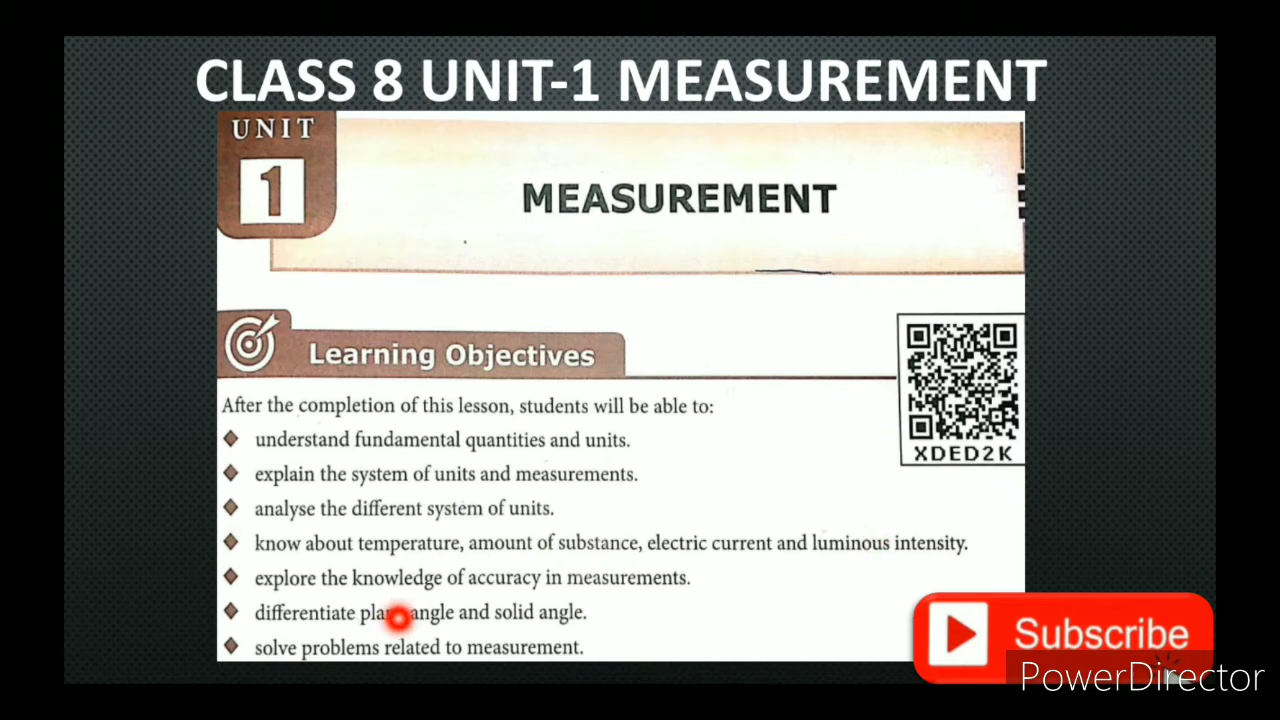 CLASS 8 UNIT-1 MEASUREMENT
UNIT
1
MEASUREMENT
Learning Objectives
XDED2K
After the completion of this lesson, students will be able to:
understand fundamental quantities and units.
explain the system of units and measurements.
analyse the different system of units.
know about temperature, amount of substance, electric current and luminous intensity.
explore the knowledge of accuracy in measurements.
differentiate angle and solid angle.
solve problems related to measurement.
Subscribe
PowerDirector